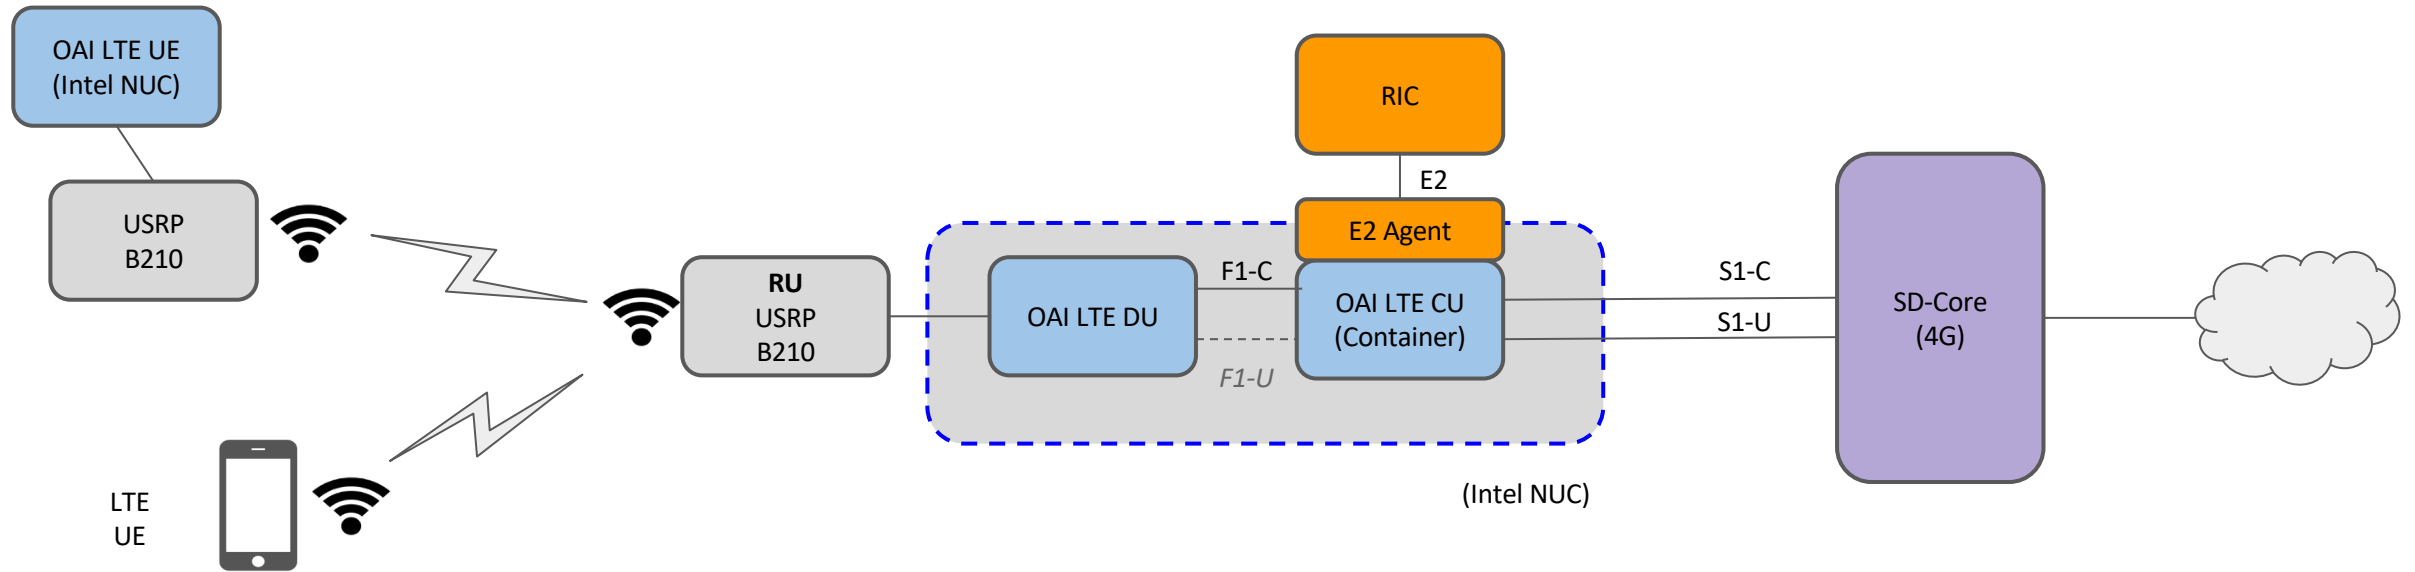 OAI LTE UE
(Intel NUC)
USRP
B210
LTE
UE
RU
USRP
B210
OAI LTE DU
F1-C
F1-U
RIC
E2
E2 Agent
OAI LTE CU
(Container)
(Intel NUC)
S1-C
S1-U
SD-Core
(4G)